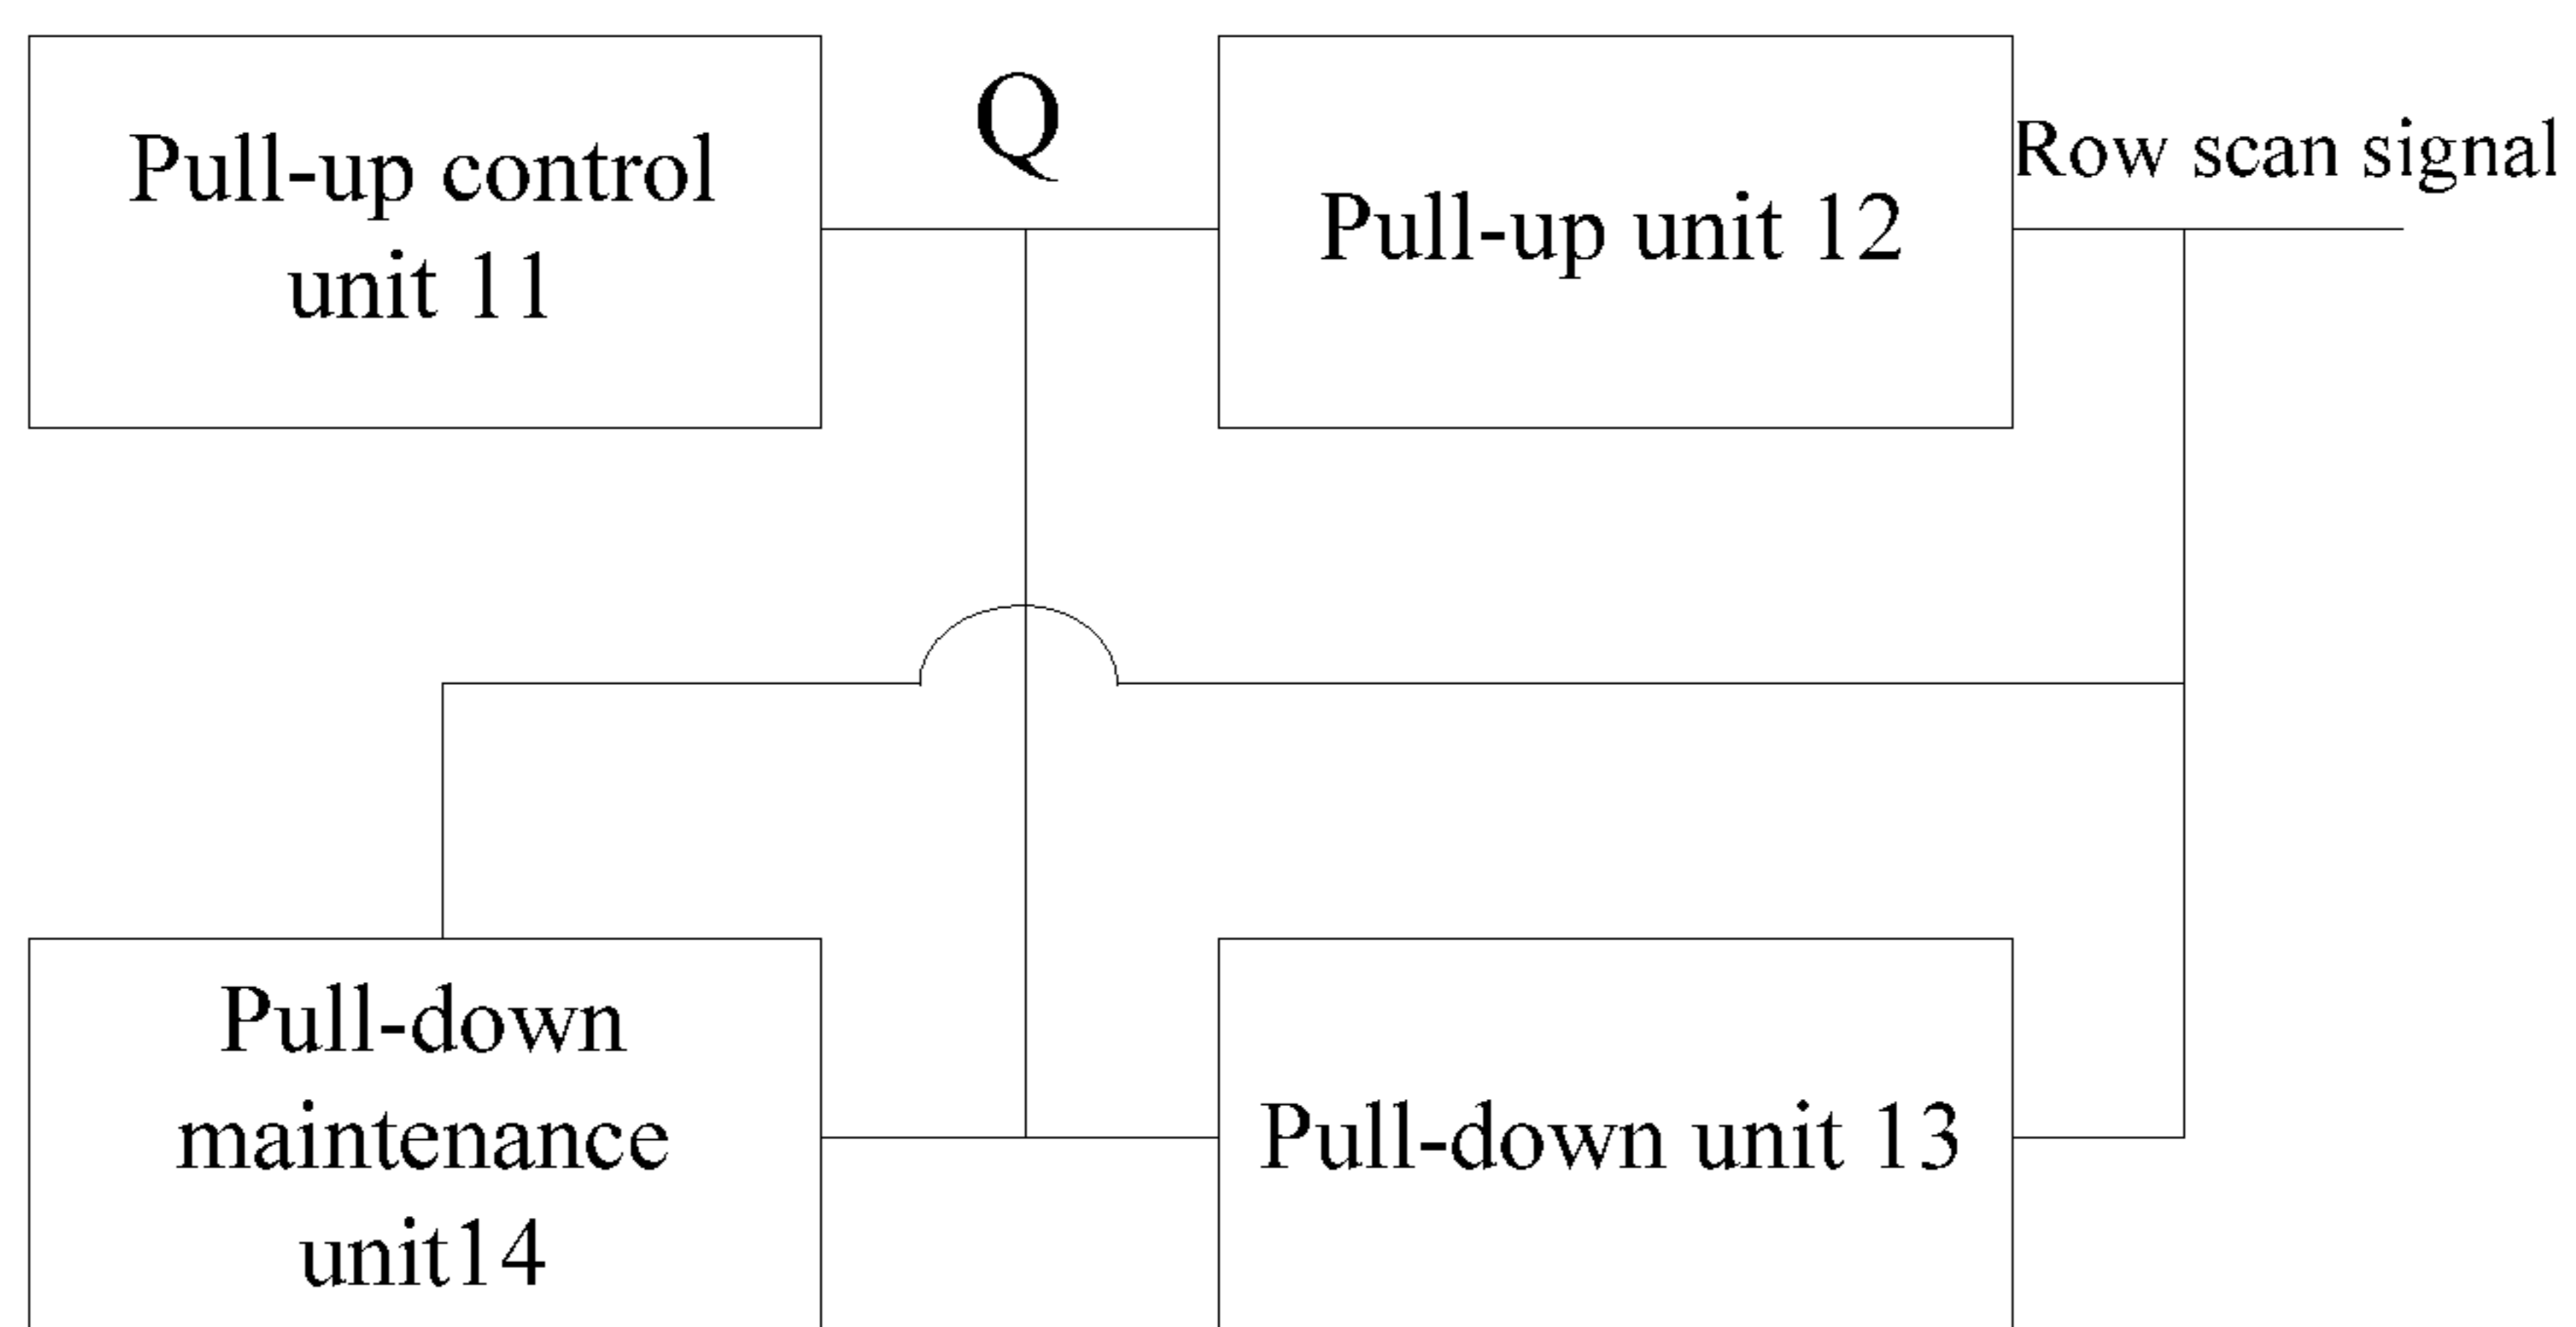 Pull-up control
unit 11
Q
Pull-up unit 12
Row scan signal
Pull-down
maintenance
unit14
Pull-down unit 13